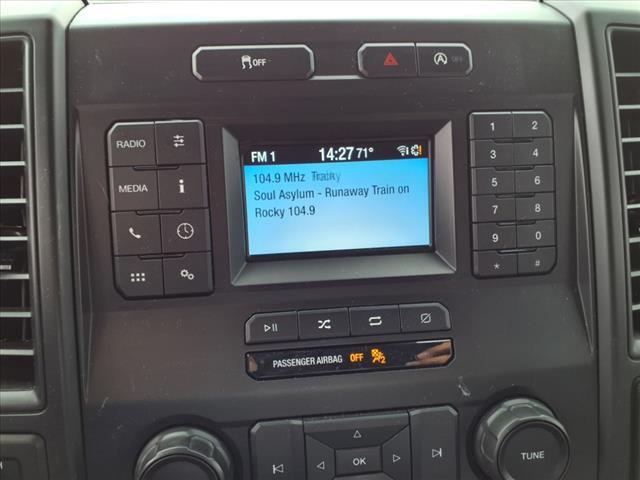 OFF
OFF
FM 1 14:27 71°
104.9 MHz
Soul Asylum - Runaway Train on
Rocky 104.9
RADIO
MEDIA
i
1 2
3 4
5 6
7 8
9 0
* #
PASSENGER AIRBAG OFF 2
OK
TUNE